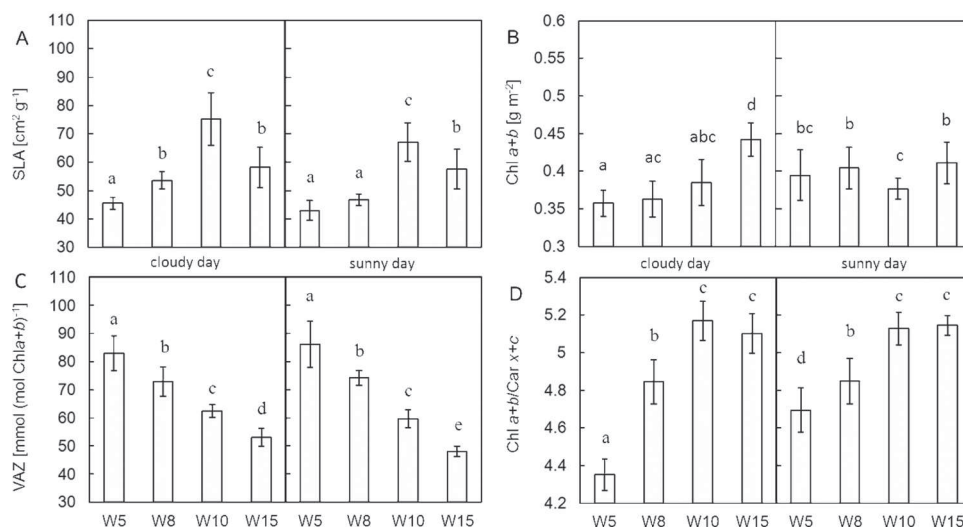 A
SLA [cm² g⁻¹]
110
100
90
80
70
60
50
40
30
a
b
c
b
a
a
c
b
cloudy day
sunny day
B
Chl a+b [g m⁻²]
0.6
0.55
0.5
0.45
0.4
0.35
0.3
a
ac
abc
d
bc
b
c
b
cloudy day
sunny day
C
VAZ [mmol (mol Chla+b)⁻¹]
110
100
90
80
70
60
50
40
30
a
b
c
d
a
b
c
e
W5 W8 W10 W15 W5 W8 W10 W15
D
Chl a+b/Car x+c
5.4
5.2
5
4.8
4.6
4.4
4.2
a
b
c
c
d
b
c
c
W5 W8 W10 W15 W5 W8 W10 W15